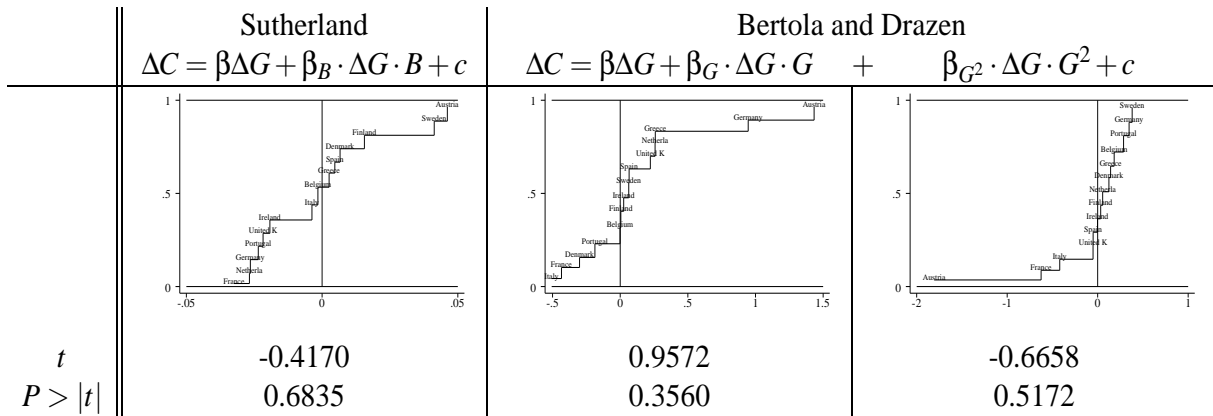 Sutherland Bertola and Drazen
ΔC = βΔG + β_B · ΔG · B + c ΔC = βΔG + β_G · ΔG · G + β_{G²} · ΔG · G² + c
1
Austria
Sweden
Finland
Denmark
Spain
Greece
.5
Belgium
Italy
Ireland
United K
Portugal
Germany
Netherla
France
0
-.05 0 .05
1
Austria
Germany
Greece
Netherla
United K
Spain
Sweden
.5
Ireland
Finland
Belgium
Portugal
Denmark
France
Italy
0
-.5 0 .5 1 1.5
1
Sweden
Germany
Portugal
Belgium
Greece
Denmark
Netherla
.5
Finland
Ireland
Spain
United K
Italy
France
Austria
0
-2 -1 0 1
t -0.4170 0.9572 -0.6658
P > |t| 0.6835 0.3560 0.5172